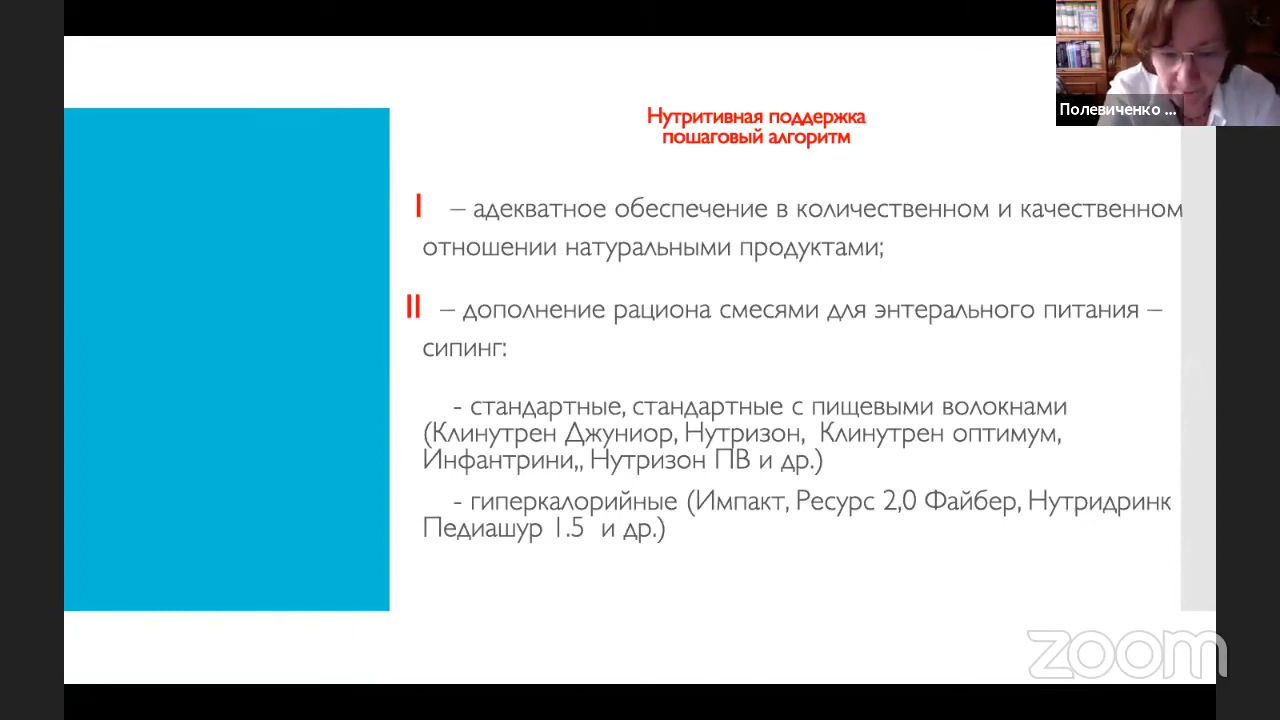 Полевиченко ...
Нутритивная поддержка
пошаговый алгоритм
I – адекватное обеспечение в количественном и качественном
отношении натуральными продуктами;
II – дополнение рациона смесями для энтерального питания –
сипинг:
- стандартные, стандартные с пищевыми волокнами
(Клинутрен Джуниор, Нутризон, Клинутрен оптимум,
Инфантрини,, Нутризон ПВ и др.)
- гиперкалорийные (Импакт, Ресурс 2,0 Файбер, Нутридринк
Педиашур 1.5 и др.)
zoom